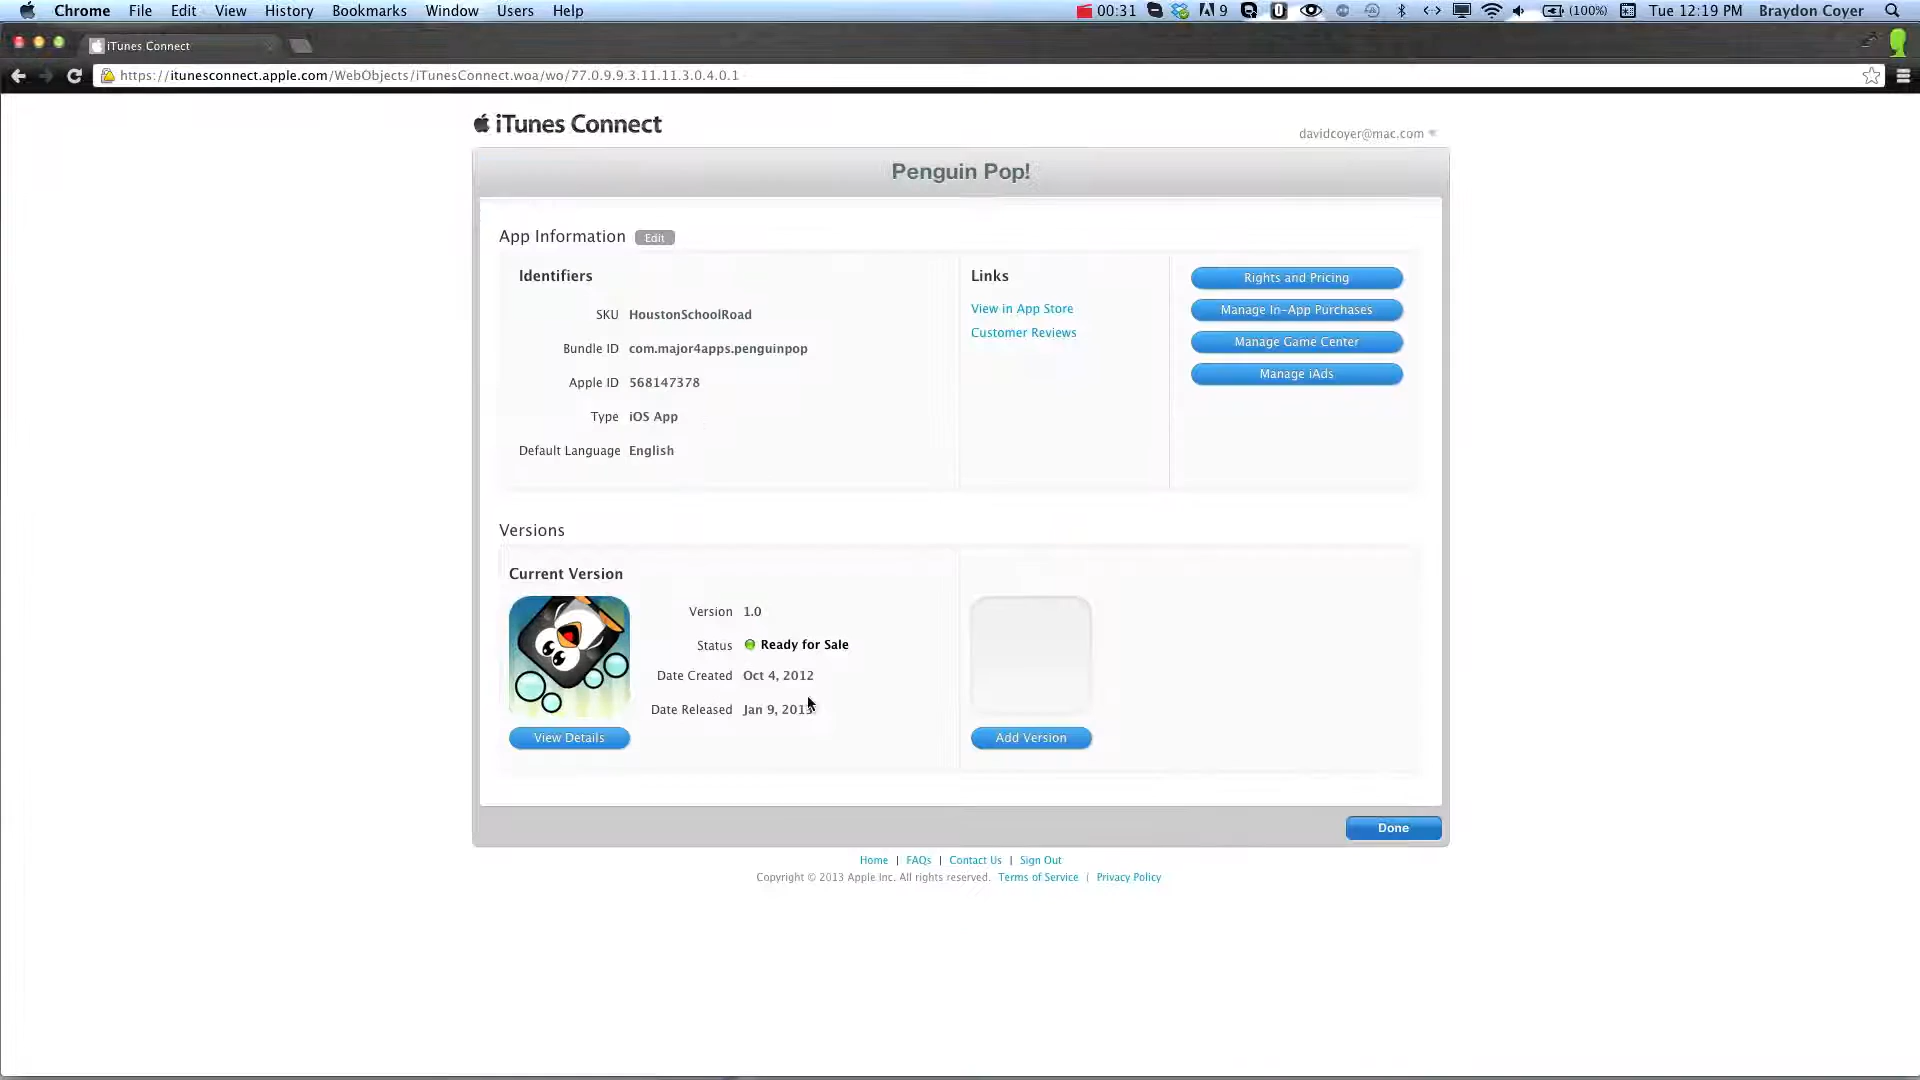 Chrome File Edit View History Bookmarks Window Users Help 00:31 9 (100%) Tue 12:19 PM Braydon Coyer
iTunes Connect
https://itunesconnect.apple.com/WebObjects/iTunesConnect.woa/wo/77.0.9.9.3.11.11.3.0.4.0.1
iTunes Connect
davidcoyer@mac.com
Penguin Pop!
App Information Edit
Identifiers
SKU HoustonSchoolRoad
Bundle ID com.major4apps.penguinpop
Apple ID 568147378
Type iOS App
Default Language English
Links
View in App Store
Customer Reviews
Rights and Pricing
Manage In-App Purchases
Manage Game Center
Manage iAds
Versions
Current Version
Version 1.0
Status Ready for Sale
Date Created Oct 4, 2012
Date Released Jan 9, 2013
View Details
Add Version
Done
Home | FAQs | Contact Us | Sign Out
Copyright © 2013 Apple Inc. All rights reserved. Terms of Service | Privacy Policy